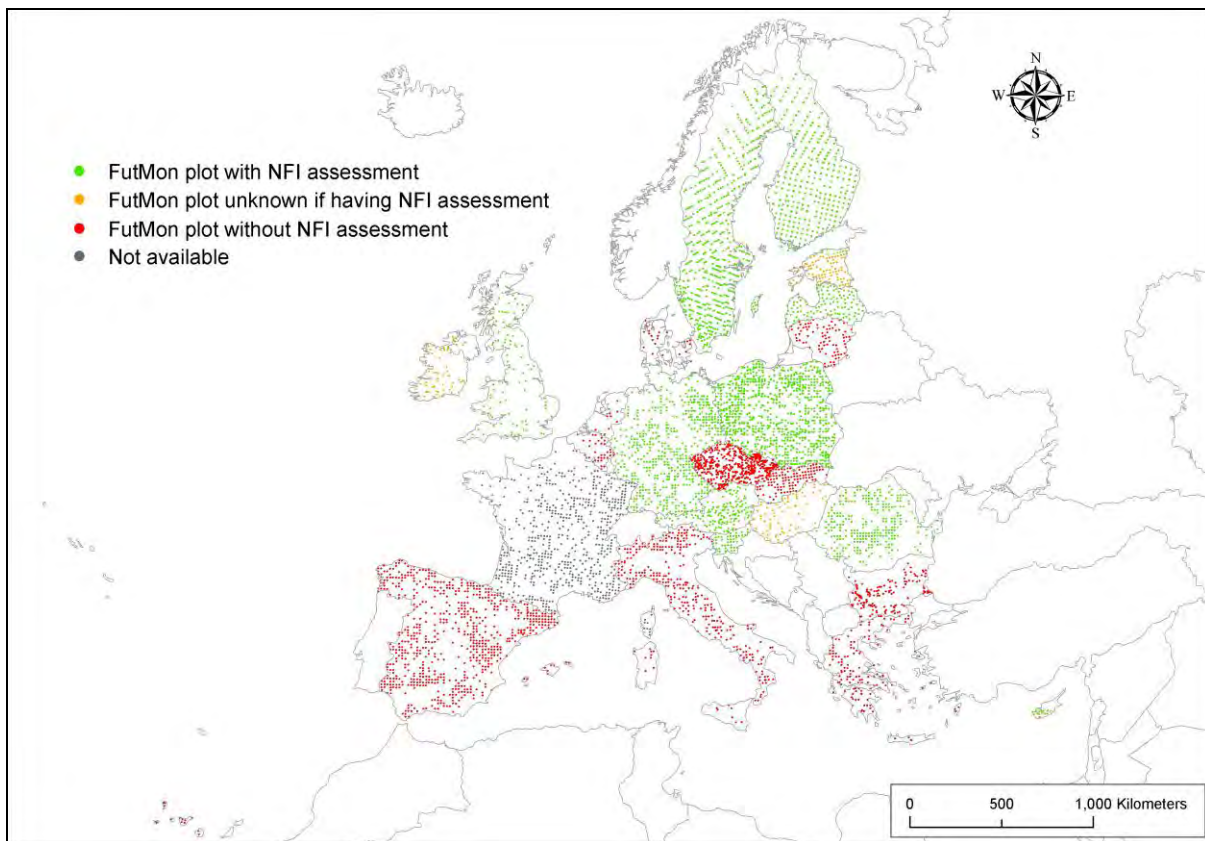 N
W E
S
FutMon plot with NFI assessment
FutMon plot unknown if having NFI assessment
FutMon plot without NFI assessment
Not available
0 500 1,000 Kilometers